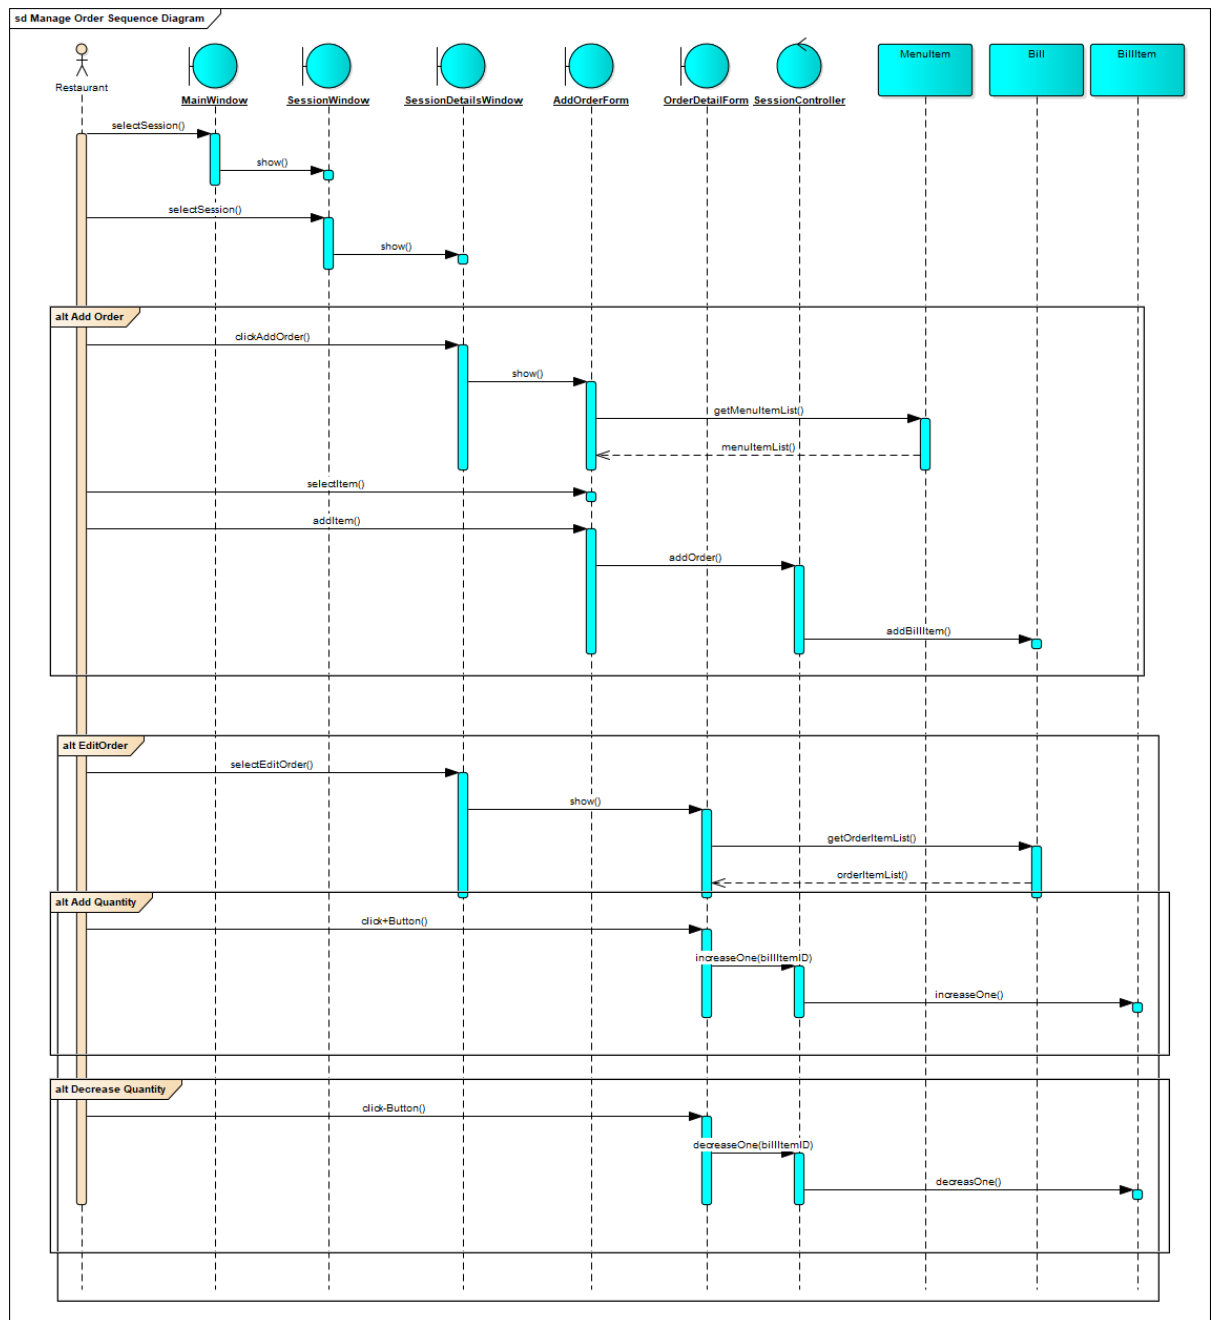 sd Manage Order Sequence Diagram
Restaurant
MainWindow
SessionWindow
SessionDetailsWindow
AddOrderForm
OrderDetailForm
SessionController
MenuItem
Bill
BillItem
selectSession()
show()
selectSession()
show()
alt Add Order
clickAddOrder()
show()
getMenuItemList()
menuItemList()
selectItem()
addItem()
addOrder()
addBillItem()
alt EditOrder
selectEditOrder()
show()
getOrderItemList()
orderItemList()
alt Add Quantity
click+Button()
increaseOne(billItemID)
increaseOne()
alt Decrease Quantity
click-Button()
decreaseOne(billItemID)
decreasOne()